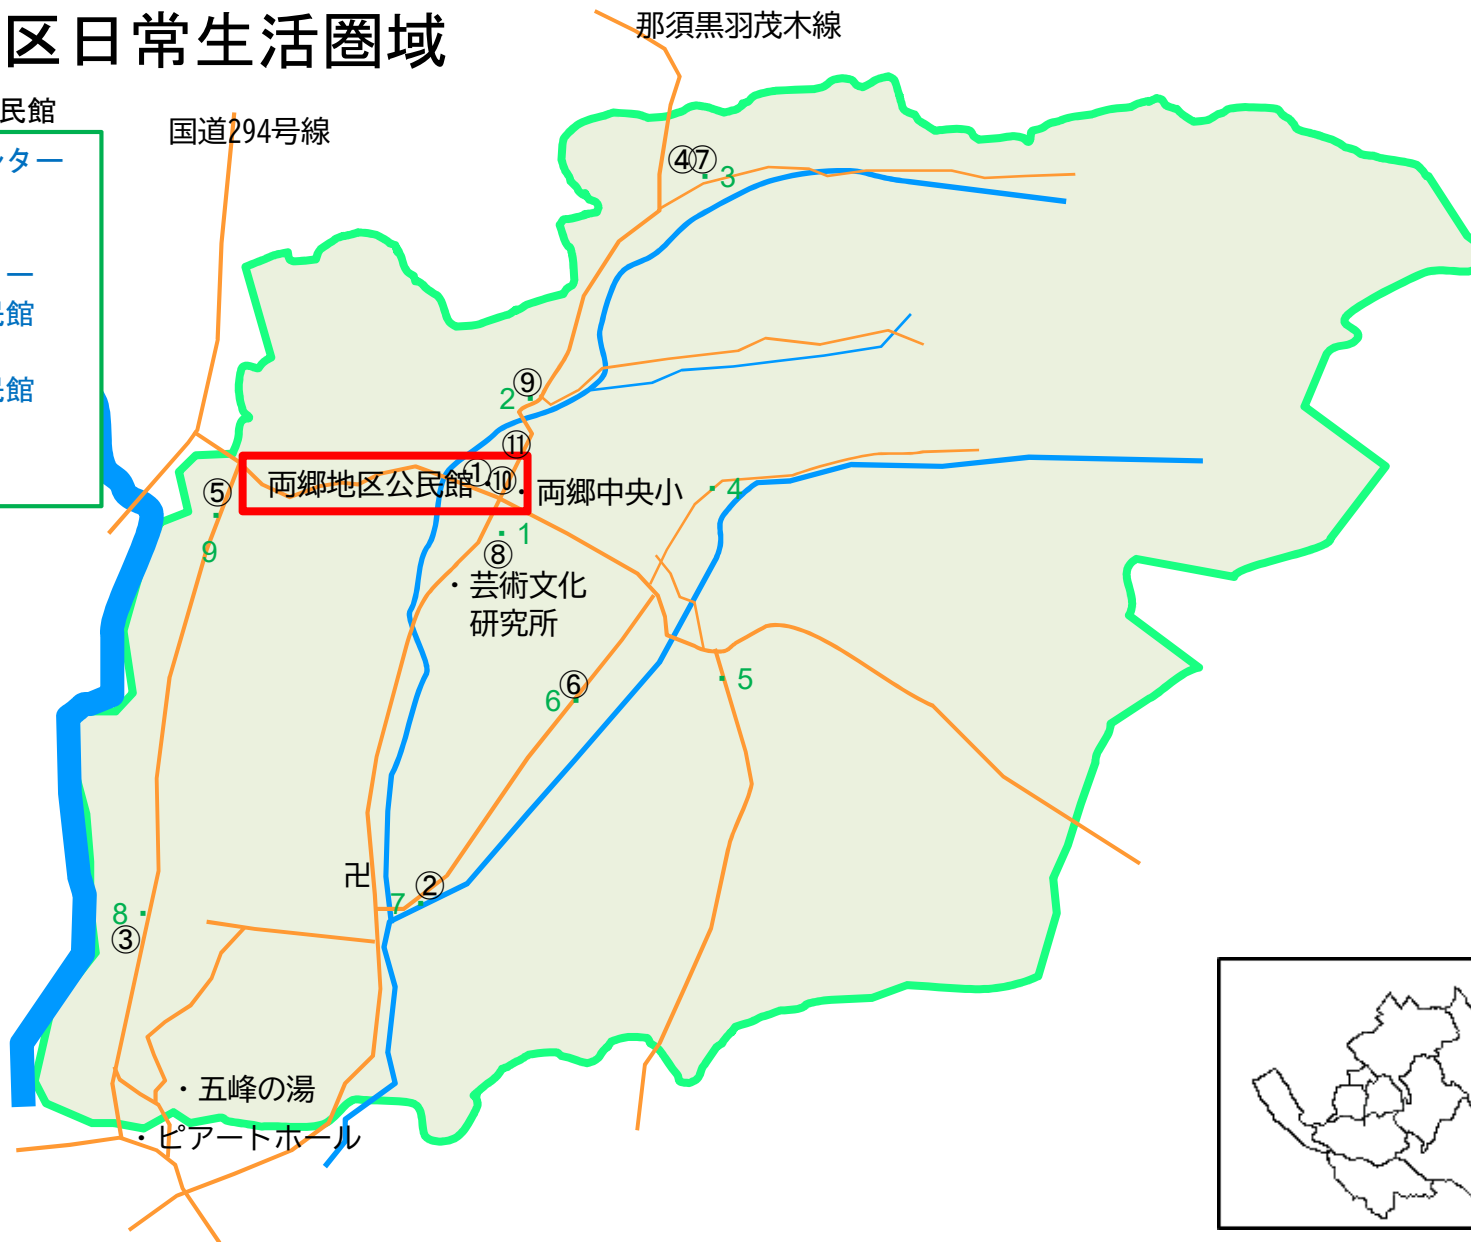 区日常生活圏域
那須黒羽茂木線
民館
国道294号線
ター
ー
民館
民館
④⑦
3
⑨
2
⑪
両郷地区公民館・
①
⑩
・両郷中央小
4
⑤
9
1
⑧
・芸術文化
研究所
5
⑥
6
卍
②
7
8
③
・五峰の湯
・ピアートホール